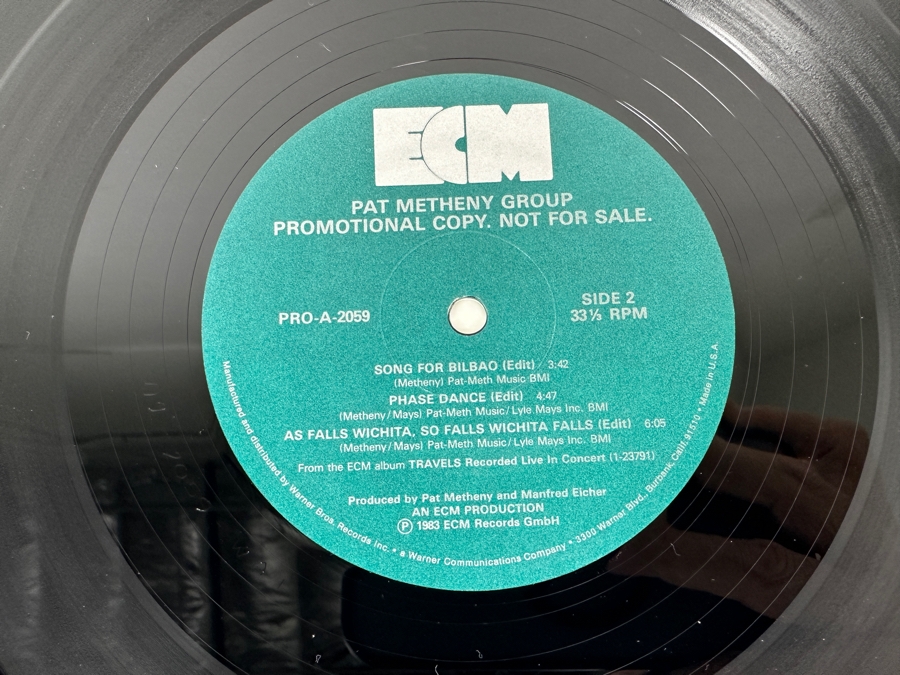 ECM
PAT METHENY GROUP
PROMOTIONAL COPY. NOT FOR SALE.
PRO-A-2059
SIDE 2
33⅓ RPM
SONG FOR BILBAO (Edit) 3:42
(Metheny) Pat-Meth Music BMI
PHASE DANCE (Edit) 4:47
(Metheny/Mays) Pat-Meth Music/Lyle Mays Inc. BMI
AS FALLS WICHITA, SO FALLS WICHITA FALLS (Edit) 6:05
(Metheny/Mays) Pat-Meth Music/Lyle Mays Inc. BMI
From the ECM album TRAVELS Recorded Live In Concert (1-23791)
Produced by Pat Metheny and Manfred Eicher
AN ECM PRODUCTION
Ⓟ 1983 ECM Records GmbH
Manufactured and distributed by Warner Bros. Records Inc. • a Warner Communications Company • 3300 Warner Blvd., Burbank, Calif. 91510 • Made in U.S.A.